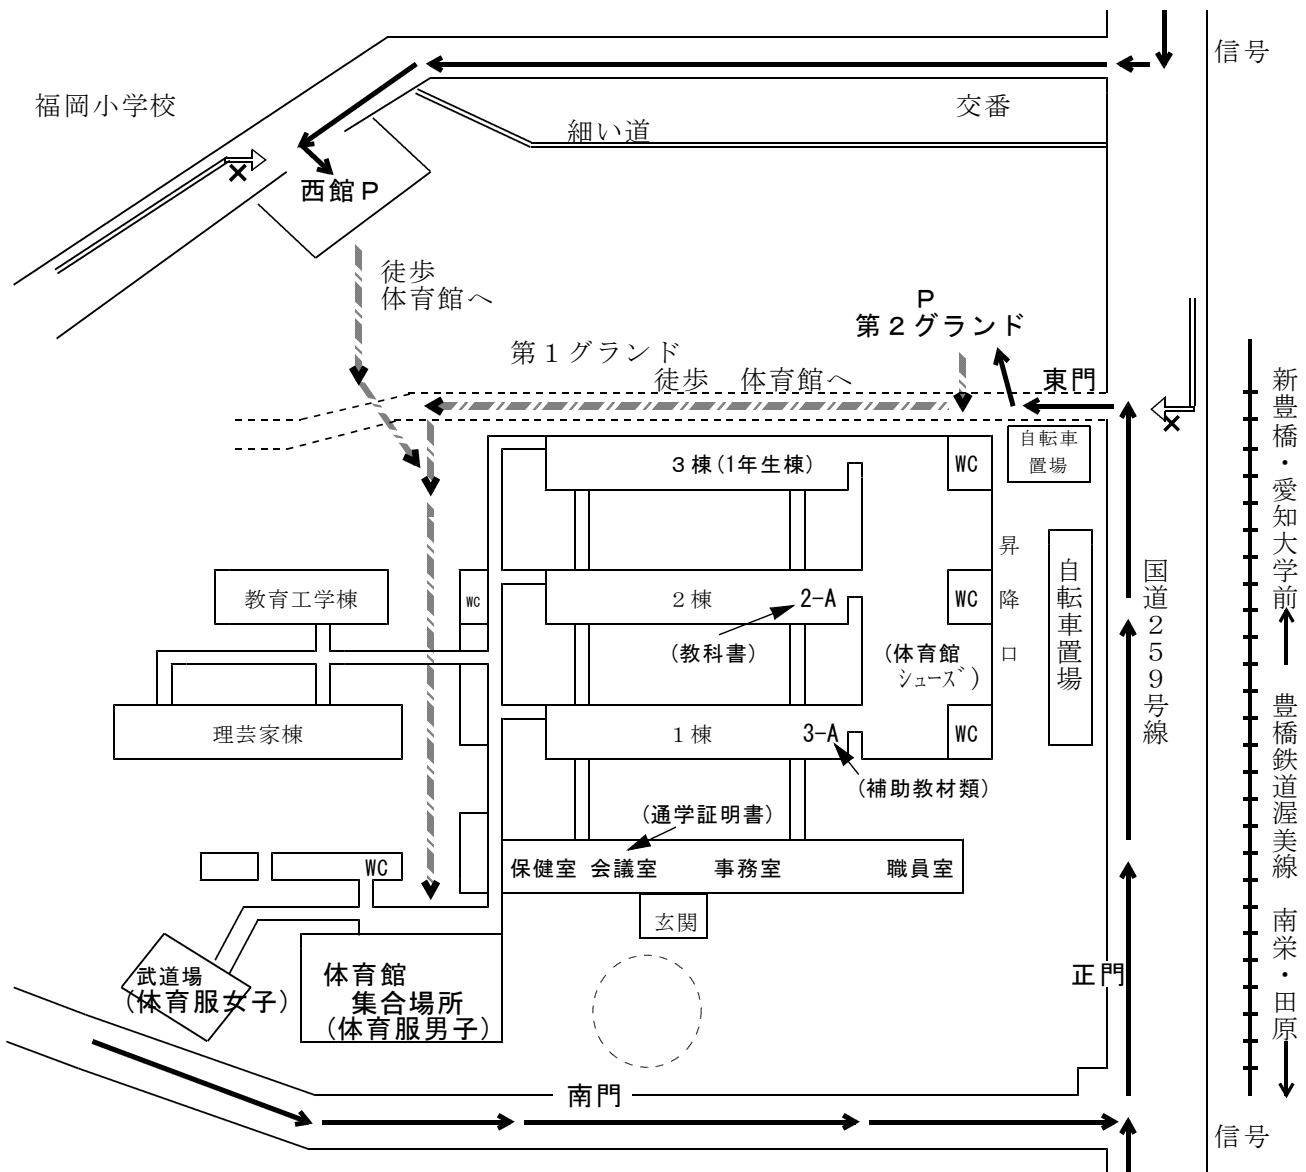 信号
福岡小学校
交番
細い道
西館Ｐ
徒歩
体育館へ
Ｐ
第２グランド
第１グランド
徒歩　体育館へ
東門
自転車
置場
３棟(1年生棟)
WC
昇降口
自転車置場
国道２５９号線
新豊橋・愛知大学前
豊橋鉄道渥美線
南栄・田原
教育工学棟
WC
２棟
2-A
WC
(教科書)
(体育館
シューズ)
理芸家棟
１棟
3-A
WC
(補助教材類)
(通学証明書)
WC
保健室
会議室
事務室
職員室
玄関
武道場
(体育服女子)
体育館
集合場所
(体育服男子)
正門
南門
信号